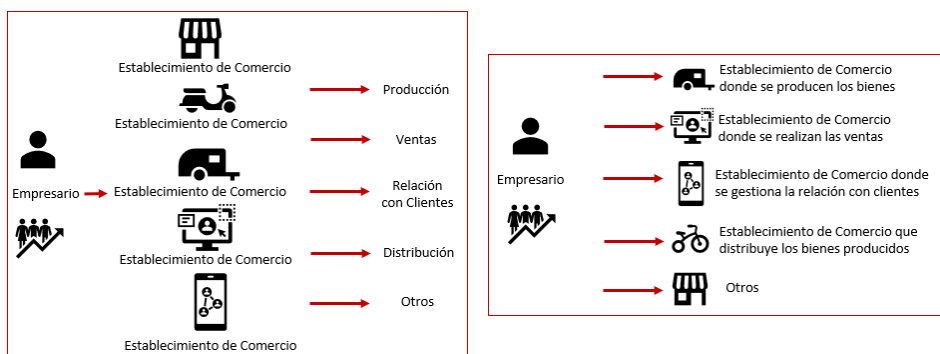 Establecimiento de Comercio
Establecimiento de Comercio
Empresario
Establecimiento de Comercio
Establecimiento de Comercio
Establecimiento de Comercio
Producción
Ventas
Relación
con Clientes
Distribución
Otros
Empresario
Establecimiento de Comercio
donde se producen los bienes
Establecimiento de Comercio
donde se realizan las ventas
Establecimiento de Comercio donde
se gestiona la relación con clientes
Establecimiento de Comercio que
distribuye los bienes producidos
Otros